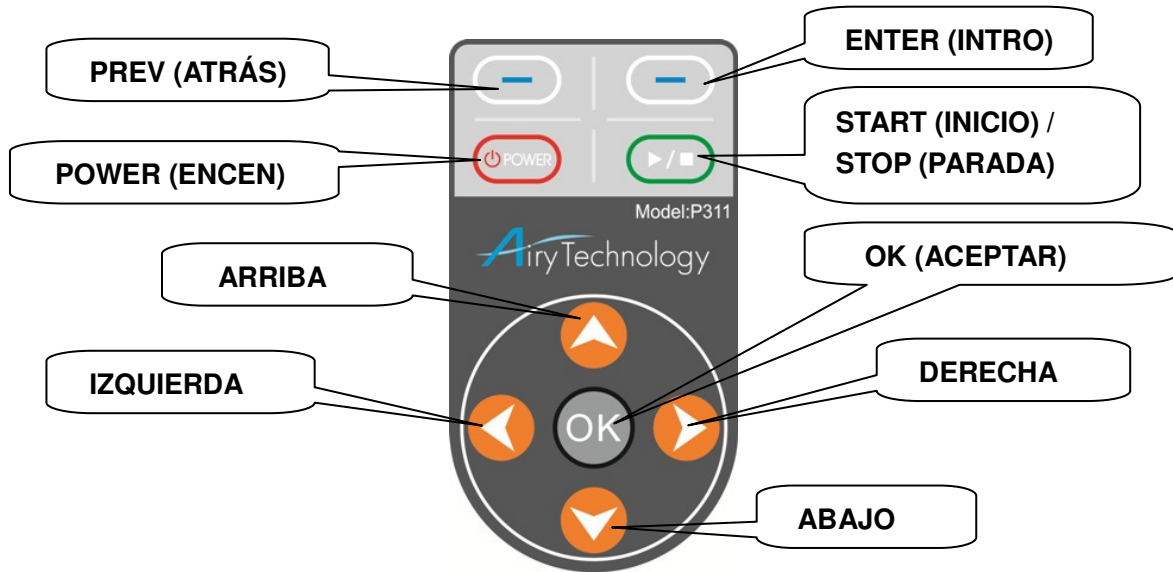 PREV (ATRÁS)
ENTER (INTRO)
POWER (ENCEN)
POWER
START (INICIO) /
STOP (PARADA)
Model:P311
AiryTechnology
ARRIBA
OK (ACEPTAR)
IZQUIERDA
OK
DERECHA
ABAJO